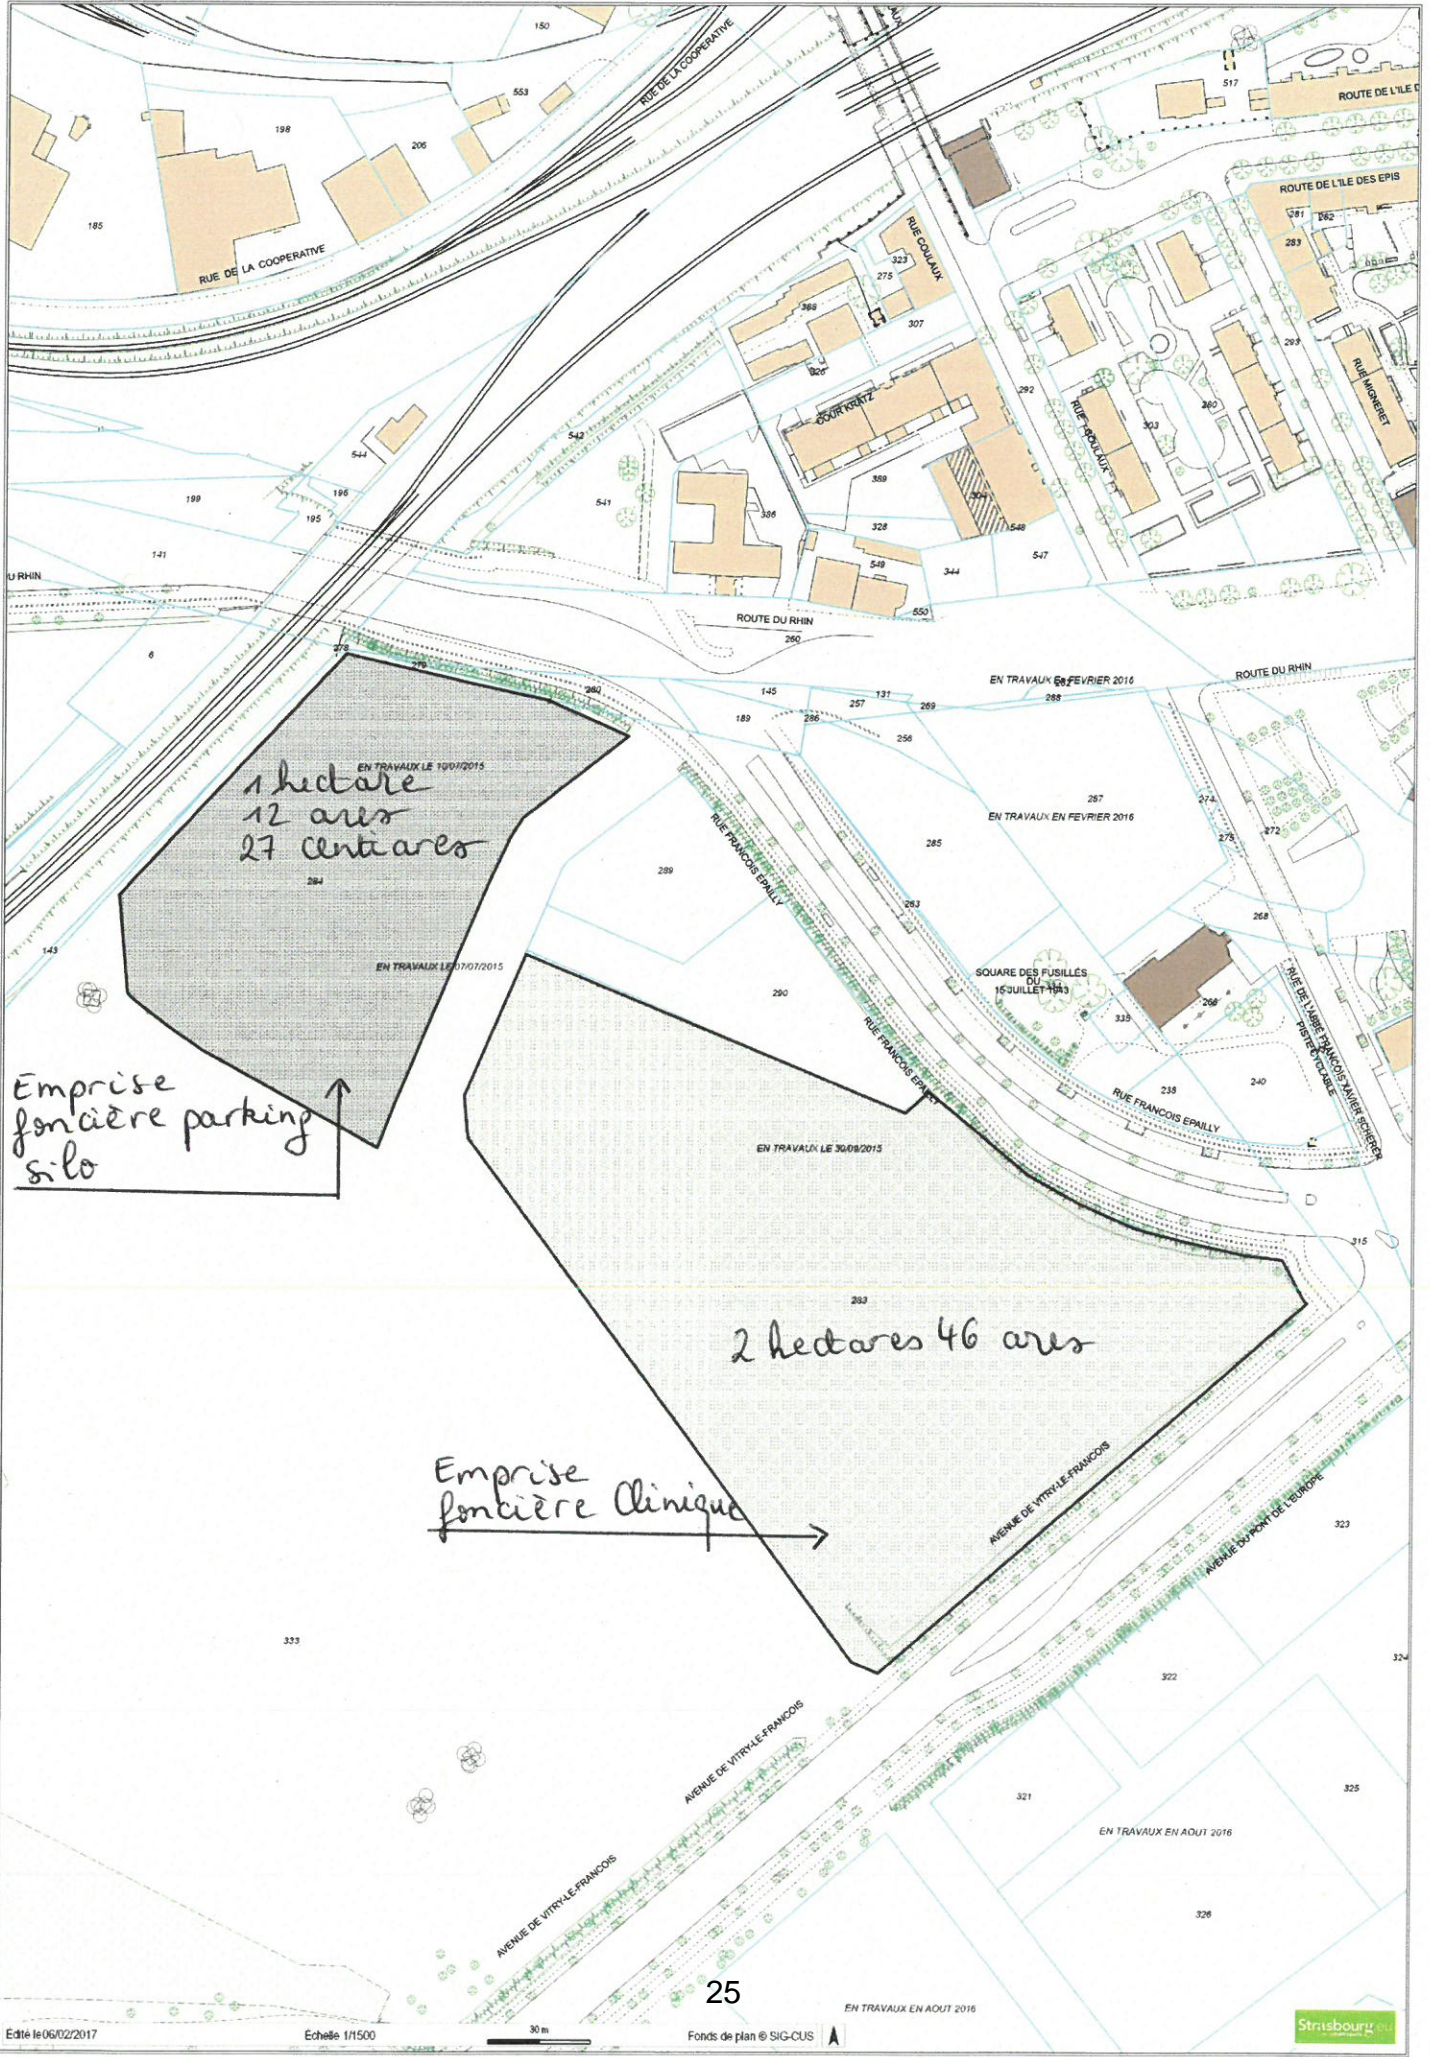 150
RUE DE LA COOPERATIVE
553
198
206
185
RUE DE LA COOPERATIVE
517
ROUTE DE L'ILE D
ROUTE DE L'ILE DES EPIS
281
262
283
RUE COULAUX
323
275
368
307
326
COUR KRATZ
292
293
RUE MIGNERET
RUE COULAUX
303
280
544
542
199
196
195
541
389
304
386
328
548
141
549
344
547
U RHIN
550
ROUTE DU RHIN
260
6
278
279
280
145
131
257
269
EN TRAVAUX EN FEVRIER 2016
288
ROUTE DU RHIN
189
286
256
EN TRAVAUX LE 10/07/2015
1 hectare
12 ares
27 centiares
284
267
274
EN TRAVAUX EN FEVRIER 2016
275
272
RUE FRANCOIS EPAILLY
289
285
263
268
143
EN TRAVAUX LE 07/07/2015
290
SQUARE DES FUSILLÉS
DU
15 JUILLET 1943
335
266
RUE DE L'ABBE FRANCOIS XAVIER SCHERER
PISTE CYCLABLE
RUE FRANCOIS EPAILLY
238
240
RUE FRANCOIS EPAILLY
Emprise
foncière parking
silo
EN TRAVAUX LE 30/09/2015
315
283
2 hectares 46 ares
Emprise
foncière Clinique
AVENUE DE VITRY-LE-FRANCOIS
AVENUE DU PONT DE L'EUROPE
323
333
322
324
AVENUE DE VITRY-LE-FRANCOIS
321
325
EN TRAVAUX EN AOUT 2016
AVENUE DE VITRY-LE-FRANCOIS
326
25
EN TRAVAUX EN AOUT 2016
Edité le 06/02/2017
Echelle 1/1500
30 m
Fonds de plan © SIG-CUS
Strasbourg.eu